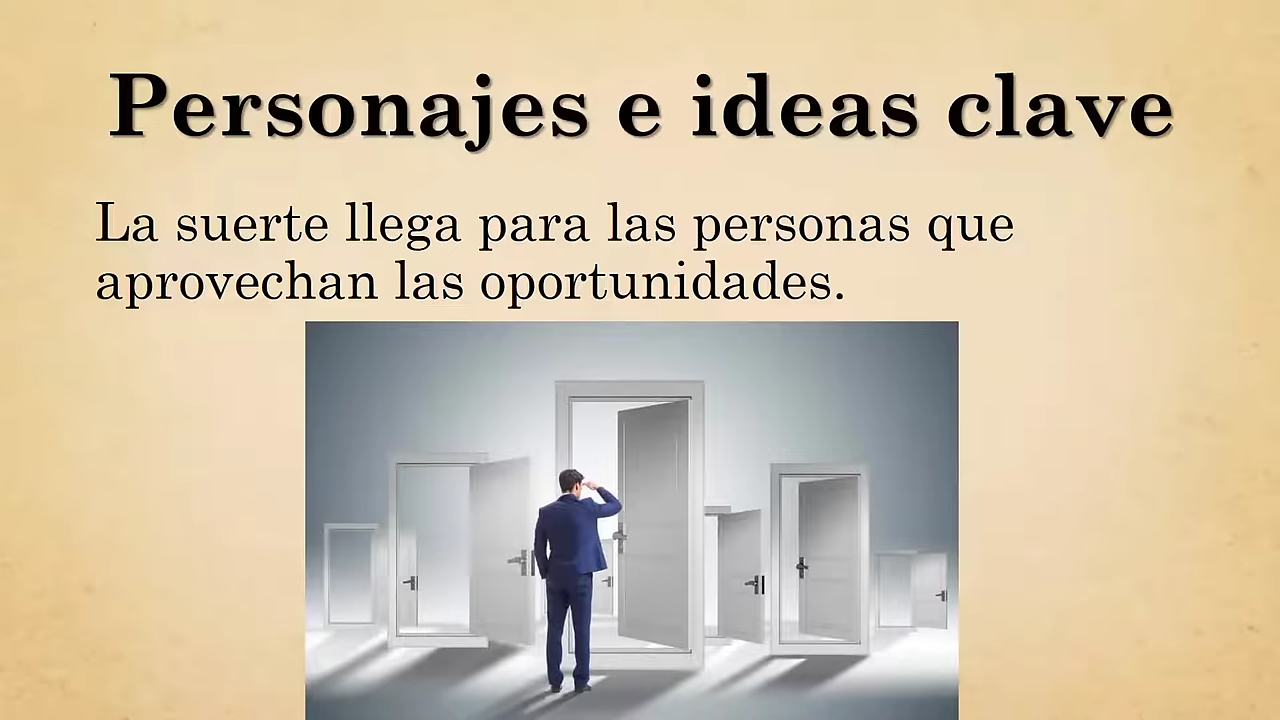 Personajes e ideas clave
La suerte llega para las personas que
aprovechan las oportunidades.